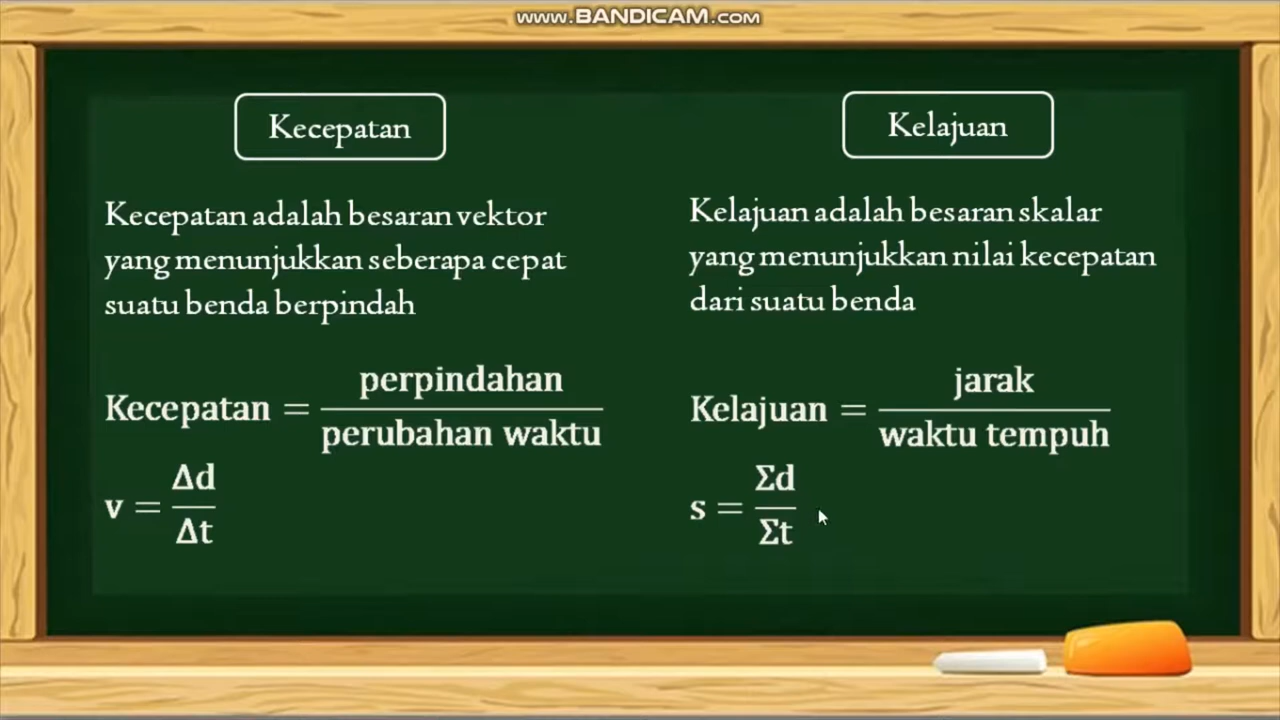 www.BANDICAM.com
Kecepatan
Kecepatan adalah besaran vektor
yang menunjukkan seberapa cepat
suatu benda berpindah
Kecepatan = perpindahan / perubahan waktu
v = Δd / Δt
Kelajuan
Kelajuan adalah besaran skalar
yang menunjukkan nilai kecepatan
dari suatu benda
Kelajuan = jarak / waktu tempuh
s = Σd / Σt